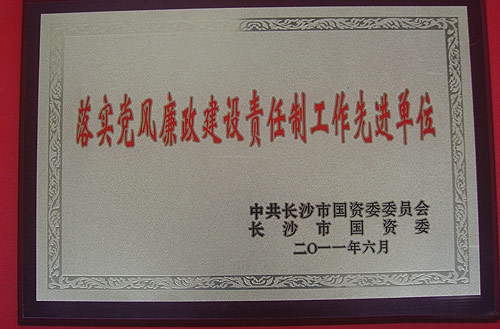 落实党风廉政建设责任制工作先进单位
中共长沙市国资委委员会
长沙市国资委
二〇一一年六月